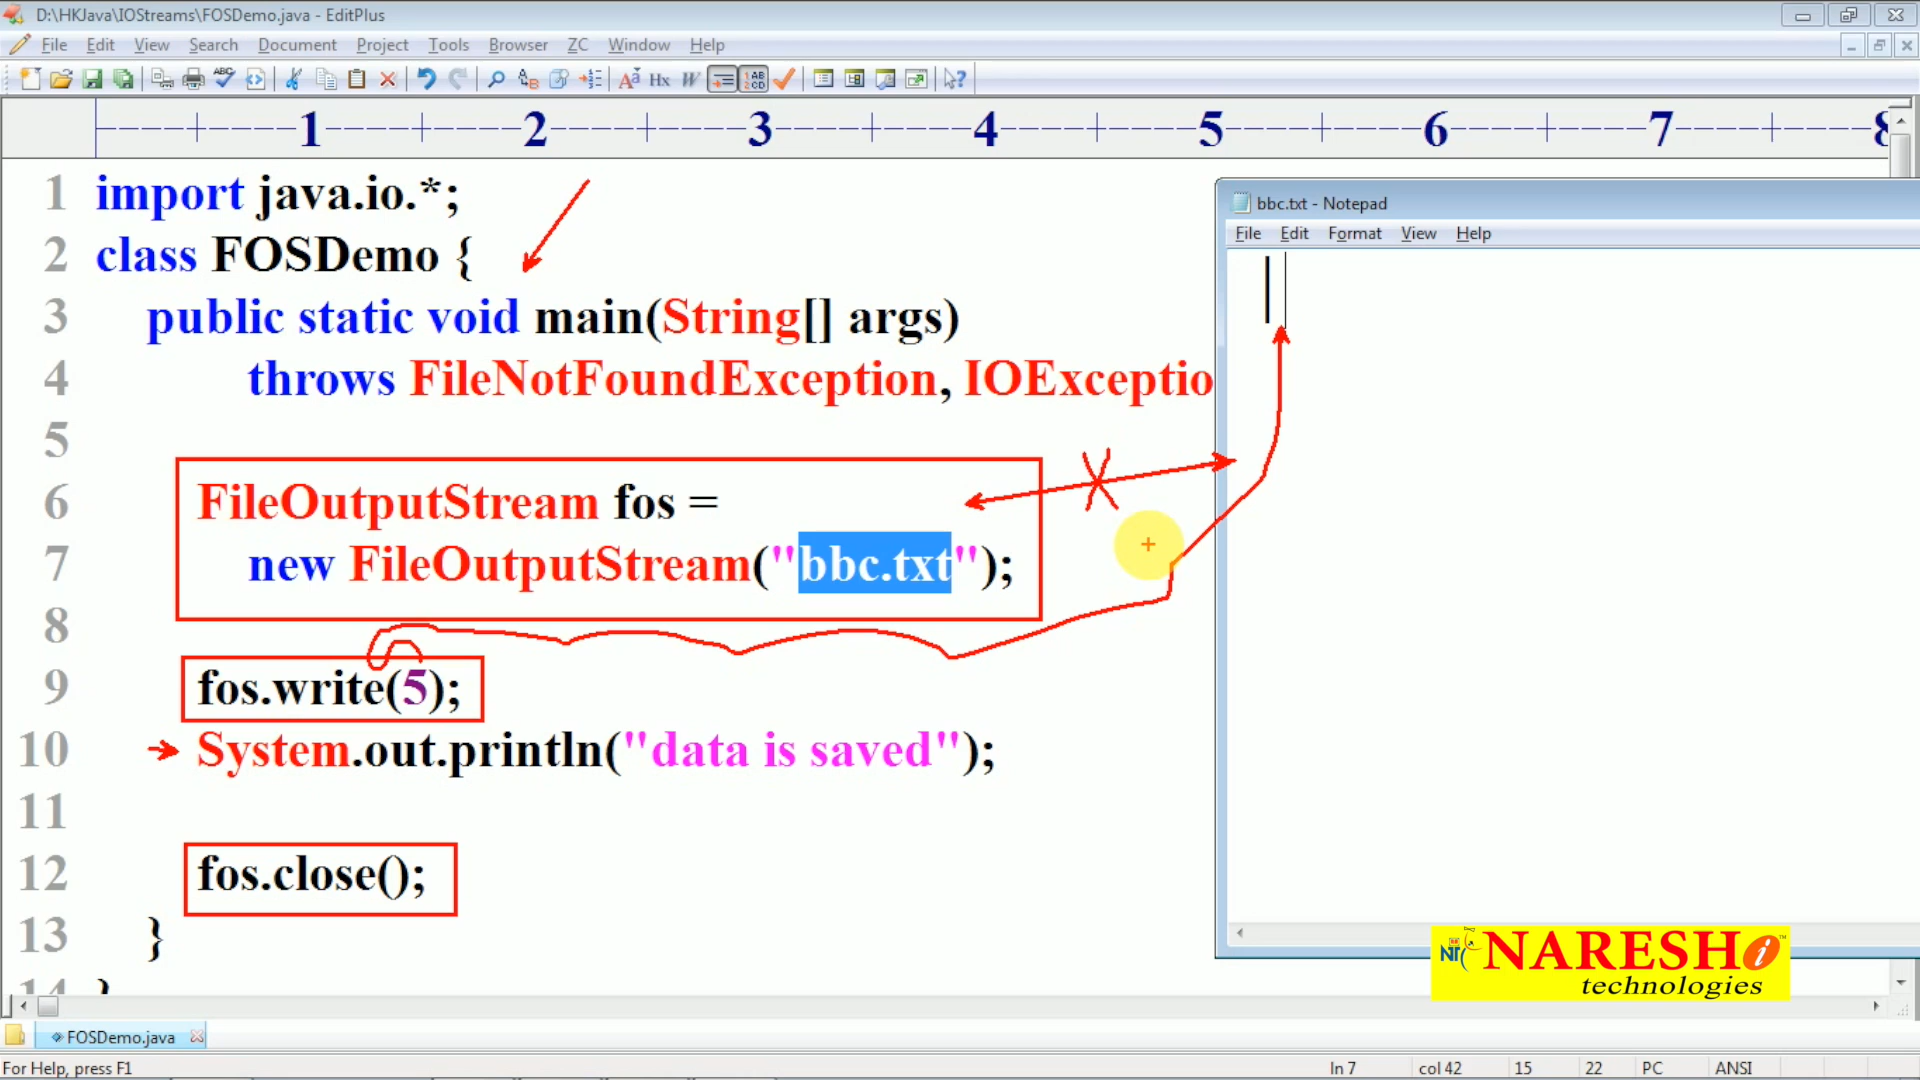 D:\HKJava\IOStreams\FOSDemo.java - EditPlus
File Edit View Search Document Project Tools Browser ZC Window Help
1 2 3 4 5 6 7 8
1 import java.io.*;
2 class FOSDemo {
3 public static void main(String[] args)
4 throws FileNotFoundException, IOExceptio
5
6 FileOutputStream fos =
7 new FileOutputStream("bbc.txt");
8
9 fos.write(5);
10 System.out.println("data is saved");
11
12 fos.close();
13 }
14 }
bbc.txt - Notepad
File Edit Format View Help
NARESH i
technologies
FOSDemo.java
For Help, press F1
ln 7 col 42 15 22 PC ANSI